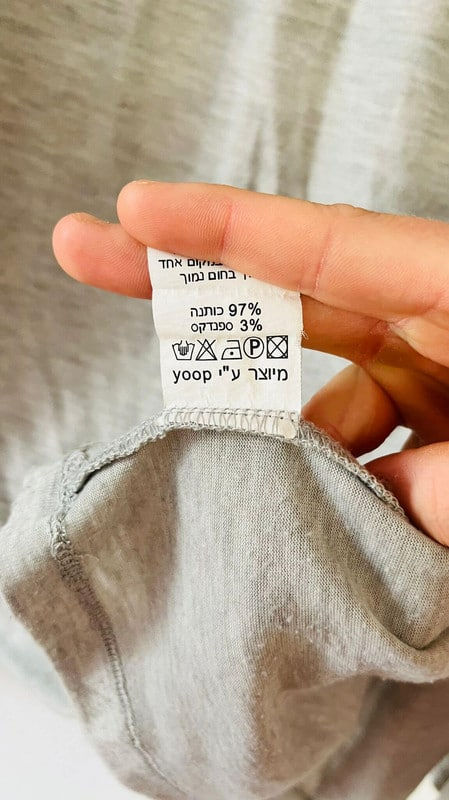 במקום אחד
בחום נמוך
97% כותנה
3% ספנדקס
P
מיוצר ע"י yoop